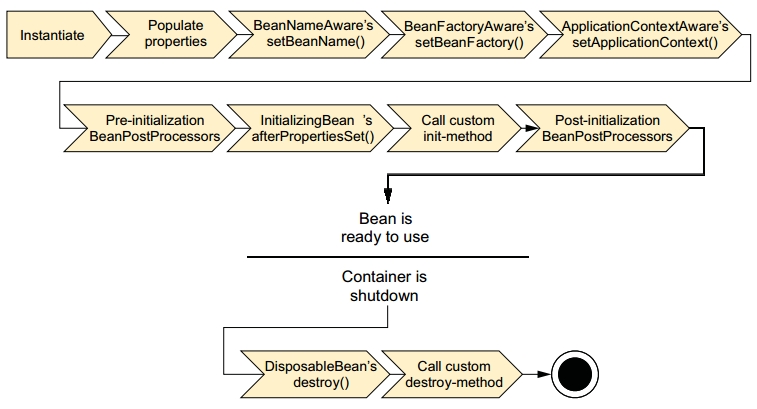 Instantiate
Populate
properties
BeanNameAware's
setBeanName()
BeanFactoryAware's
setBeanFactory()
ApplicationContextAware's
setApplicationContext()
Pre-initialization
BeanPostProcessors
InitializingBean 's
afterPropertiesSet()
Call custom
init-method
Post-initialization
BeanPostProcessors
Bean is
ready to use
Container is
shutdown
DisposableBean's
destroy()
Call custom
destroy-method